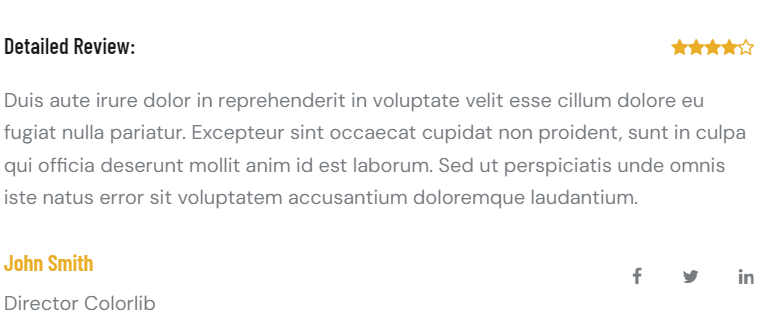 Detailed Review:
Duis aute irure dolor in reprehenderit in voluptate velit esse cillum dolore eu
fugiat nulla pariatur. Excepteur sint occaecat cupidat non proident, sunt in culpa
qui officia deserunt mollit anim id est laborum. Sed ut perspiciatis unde omnis
iste natus error sit voluptatem accusantium doloremque laudantium.
John Smith
Director Colorlib